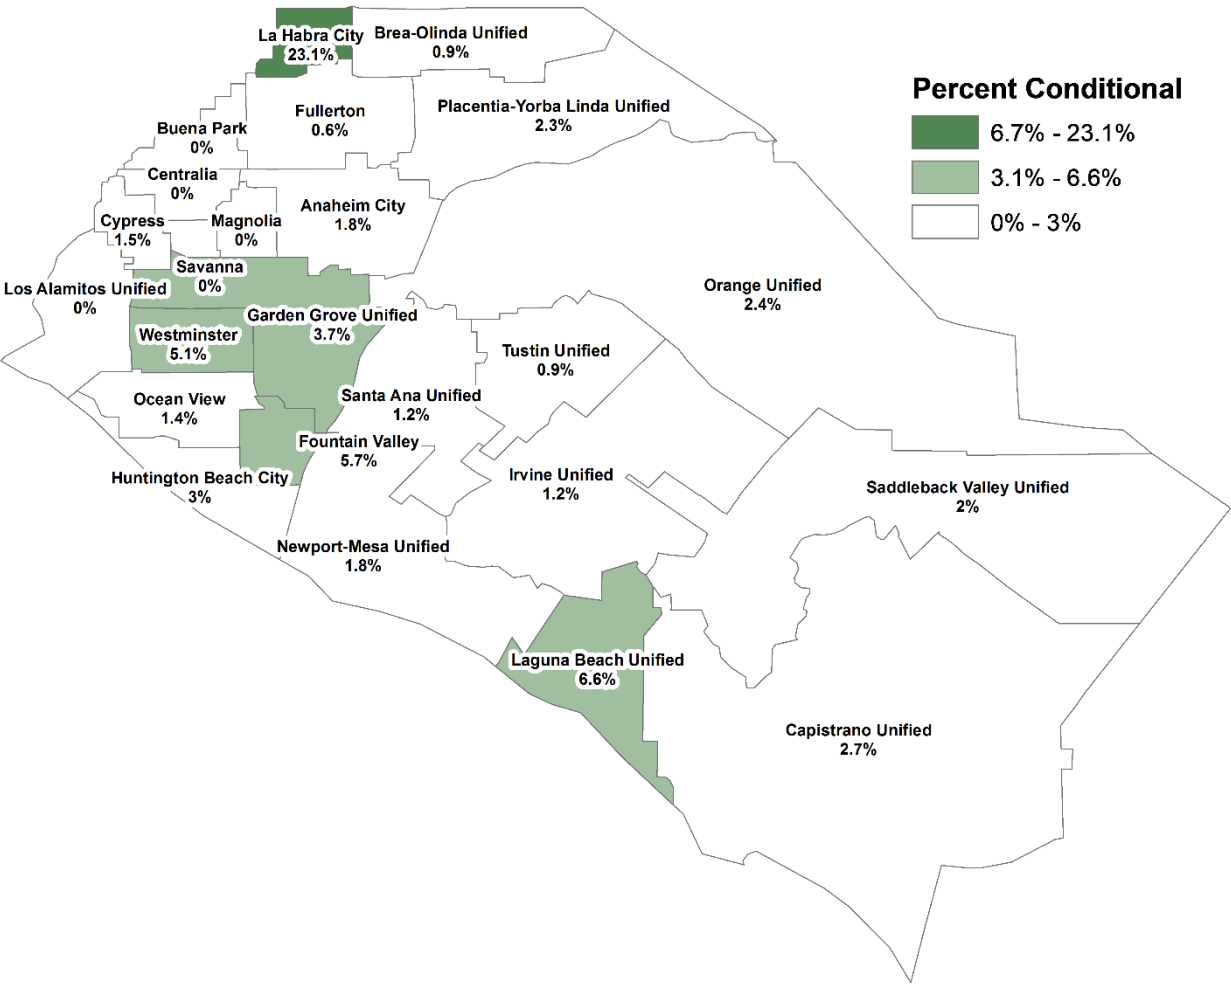 La Habra City
23.1%
Brea-Olinda Unified
0.9%
Percent Conditional
6.7% - 23.1%
3.1% - 6.6%
0% - 3%
Fullerton
0.6%
Placentia-Yorba Linda Unified
2.3%
Buena Park
0%
Centralia
0%
Cypress
1.5%
Magnolia
0%
Anaheim City
1.8%
Savanna
0%
Los Alamitos Unified
0%
Orange Unified
2.4%
Garden Grove Unified
3.7%
Westminster
5.1%
Tustin Unified
0.9%
Ocean View
1.4%
Santa Ana Unified
1.2%
Fountain Valley
5.7%
Huntington Beach City
3%
Irvine Unified
1.2%
Saddleback Valley Unified
2%
Newport-Mesa Unified
1.8%
Laguna Beach Unified
6.6%
Capistrano Unified
2.7%